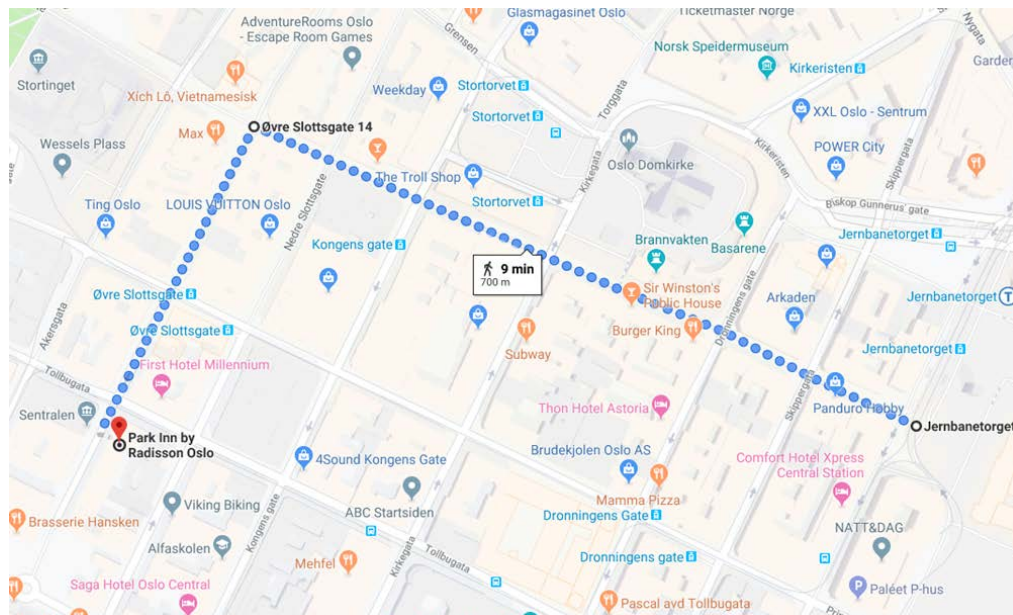 AdventureRooms Oslo
- Escape Room Games
Glasmagasinet Oslo
Ticketmaster Norge
Nygata
Grensen
Norsk Speidermuseum
Kirkeristen
Garder
Stortinget
Weekday
Stortorvet
Xích Lô, Vietnamesisk
Torggata
XXL Oslo - Sentrum
Stortorvet
Max
Øvre Slottsgate 14
Wessels Plass
Oslo Domkirke
Kirkeristen
POWER City
Skippergata
The Troll Shop
Kirkegata
Nedre Slottsgate
Ting Oslo
LOUIS VUITTON Oslo
Stortorvet
Biskop Gunnerus' gate
Kongens gate
Brannvakten
Basarene
Jernbanetorget
9 min
700 m
Sir Winston's
Public House
Øvre Slottsgate
Akersgata
Arkaden
Jernbanetorget
Dronningens gate
Øvre Slottsgate
Burger King
Subway
Jernbanetorget
First Hotel Millennium
Tollbugata
Skippergata
Panduro Hobby
Sentralen
Thon Hotel Astoria
Jernbanetorget
Park Inn by
Radisson Oslo
4Sound Kongens Gate
Brudekjolen Oslo AS
Comfort Hotel Xpress
Central Station
Viking Biking
ABC Startsiden
Mamma Pizza
Brasserie Hansken
Kongens gate
Dronningens Gate
NATT&DAG
Alfaskolen
Kirkegata
Tollbugata
Mehfel
Dronningens gate
Saga Hotel Oslo Central
Paléet P-hus
Pascal avd Tollbugata